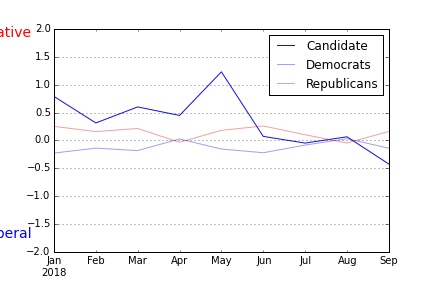 ative
beral
2.0
1.5
1.0
0.5
0.0
−0.5
−1.0
−1.5
−2.0
Candidate
Democrats
Republicans
Jan Feb Mar Apr May Jun Jul Aug Sep
2018